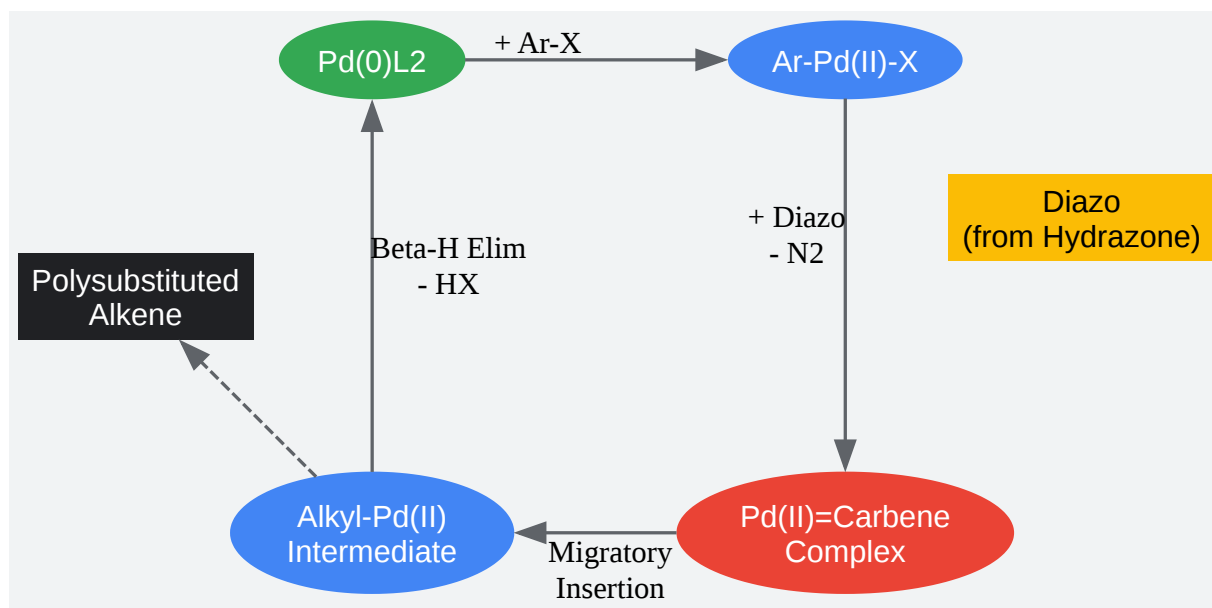 Pd(0)L2
+ Ar-X
Ar-Pd(II)-X
Diazo
(from Hydrazone)
+ Diazo
- N2
Beta-H Elim
- HX
Polysubstituted
Alkene
Alkyl-Pd(II)
Intermediate
Migratory
Insertion
Pd(II)=Carbene
Complex